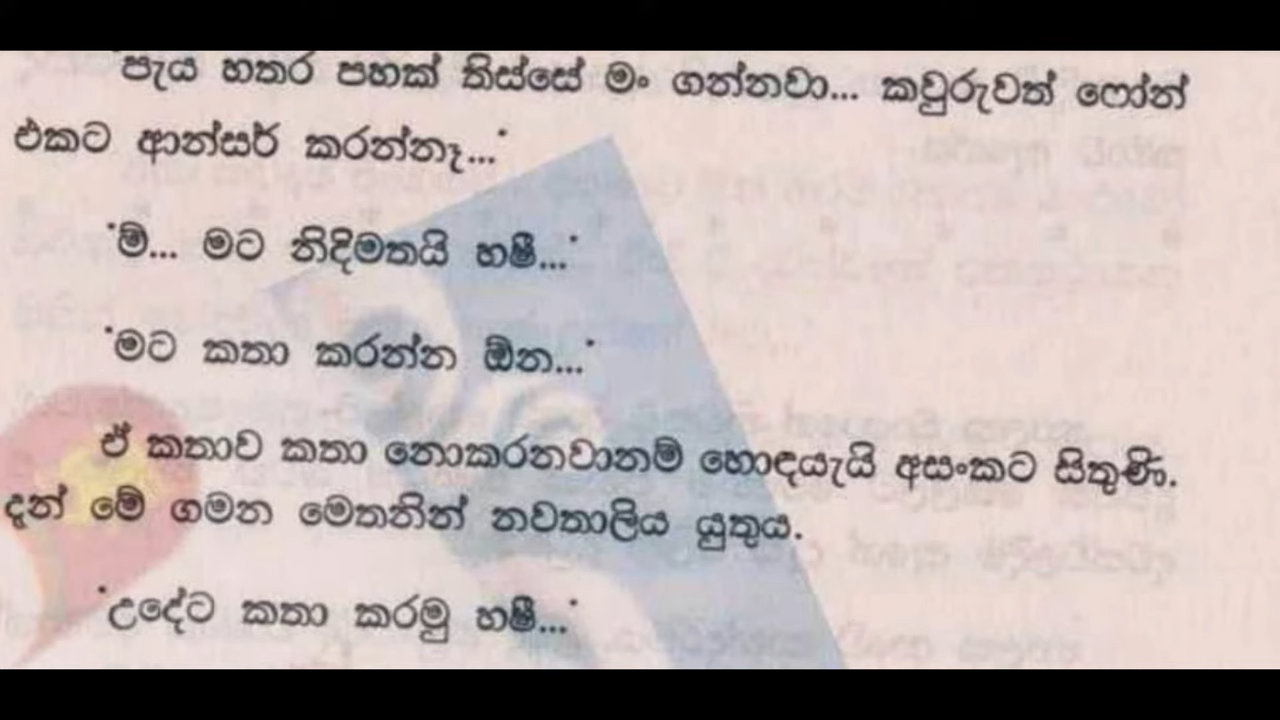 'පැය හතර පහක් තිස්සේ මං ගන්නවා... කවුරුවත් ෆෝන්
එකට ආන්සර් කරන්නෑ...'
'ම්... මට නිදිමතයි හෂී...'
'මට කතා කරන්න ඕන...'
ඒ කතාව කතා නොකරනවානම් හොඳයැයි අසංකට සිතුණි.
දැන් මේ ගමන මෙතනින් නවතාලිය යුතුය.
'උදේට කතා කරමු හෂී...'